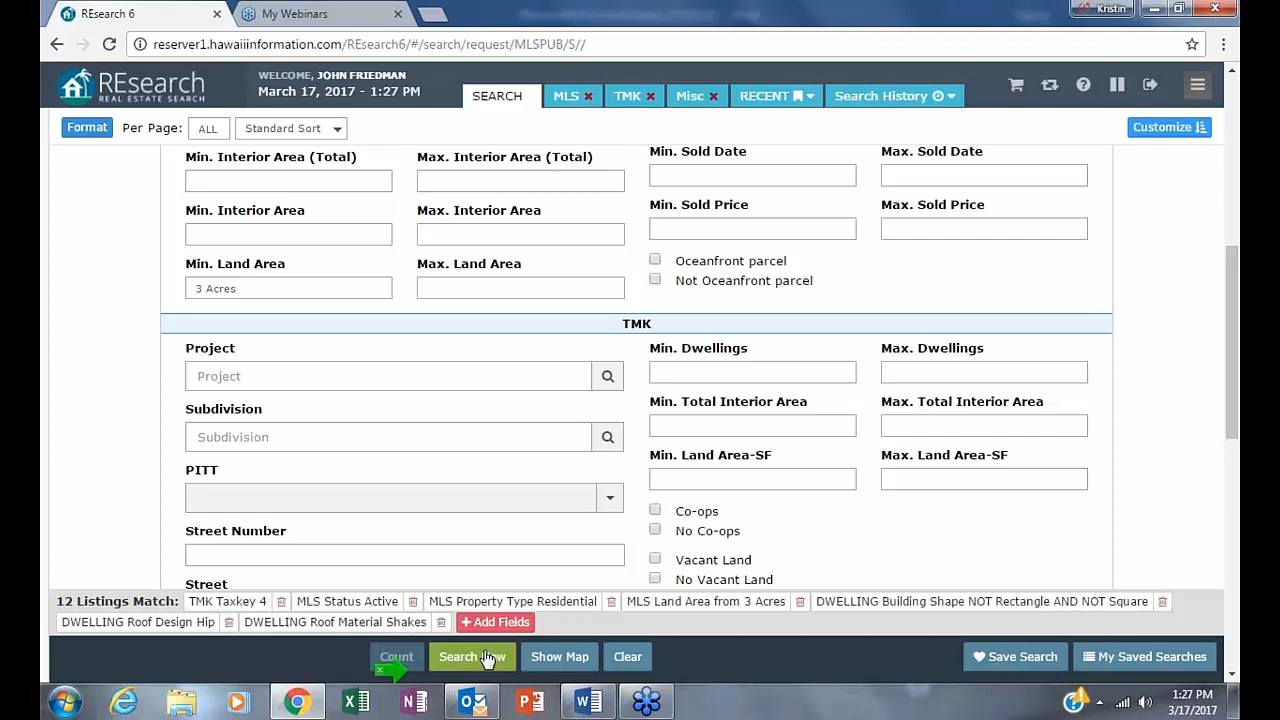 REsearch 6
My Webinars
Kristin
reserver1.hawaiiinformation.com/REsearch6/#/search/request/MLSPUB/S//
REsearch
REAL ESTATE SEARCH
WELCOME, JOHN FRIEDMAN
March 17, 2017 - 1:27 PM
SEARCH
MLS
TMK
Misc
RECENT
Search History
Format
Per Page:
ALL
Standard Sort
Customize
Min. Interior Area (Total)
Max. Interior Area (Total)
Min. Sold Date
Max. Sold Date
Min. Interior Area
Max. Interior Area
Min. Sold Price
Max. Sold Price
Min. Land Area
Max. Land Area
Oceanfront parcel
3 Acres
Not Oceanfront parcel
TMK
Project
Min. Dwellings
Max. Dwellings
Project
Subdivision
Min. Total Interior Area
Max. Total Interior Area
Subdivision
PITT
Min. Land Area-SF
Max. Land Area-SF
Co-ops
Street Number
No Co-ops
Vacant Land
Street
No Vacant Land
12 Listings Match: TMK Taxkey 4 MLS Status Active MLS Property Type Residential MLS Land Area from 3 Acres DWELLING Building Shape NOT Rectangle AND NOT Square
DWELLING Roof Design Hip DWELLING Roof Material Shakes + Add Fields
Count
Search
Show Map
Clear
Save Search
My Saved Searches
1:27 PM
3/17/2017